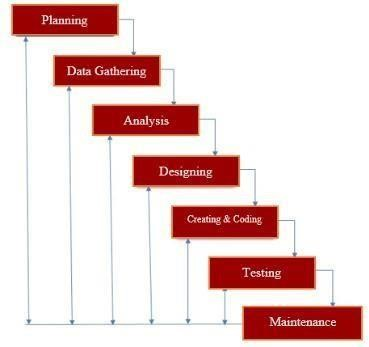 Planning
Data Gathering
Analysis
Designing
Creating & Coding
Testing
Maintenance